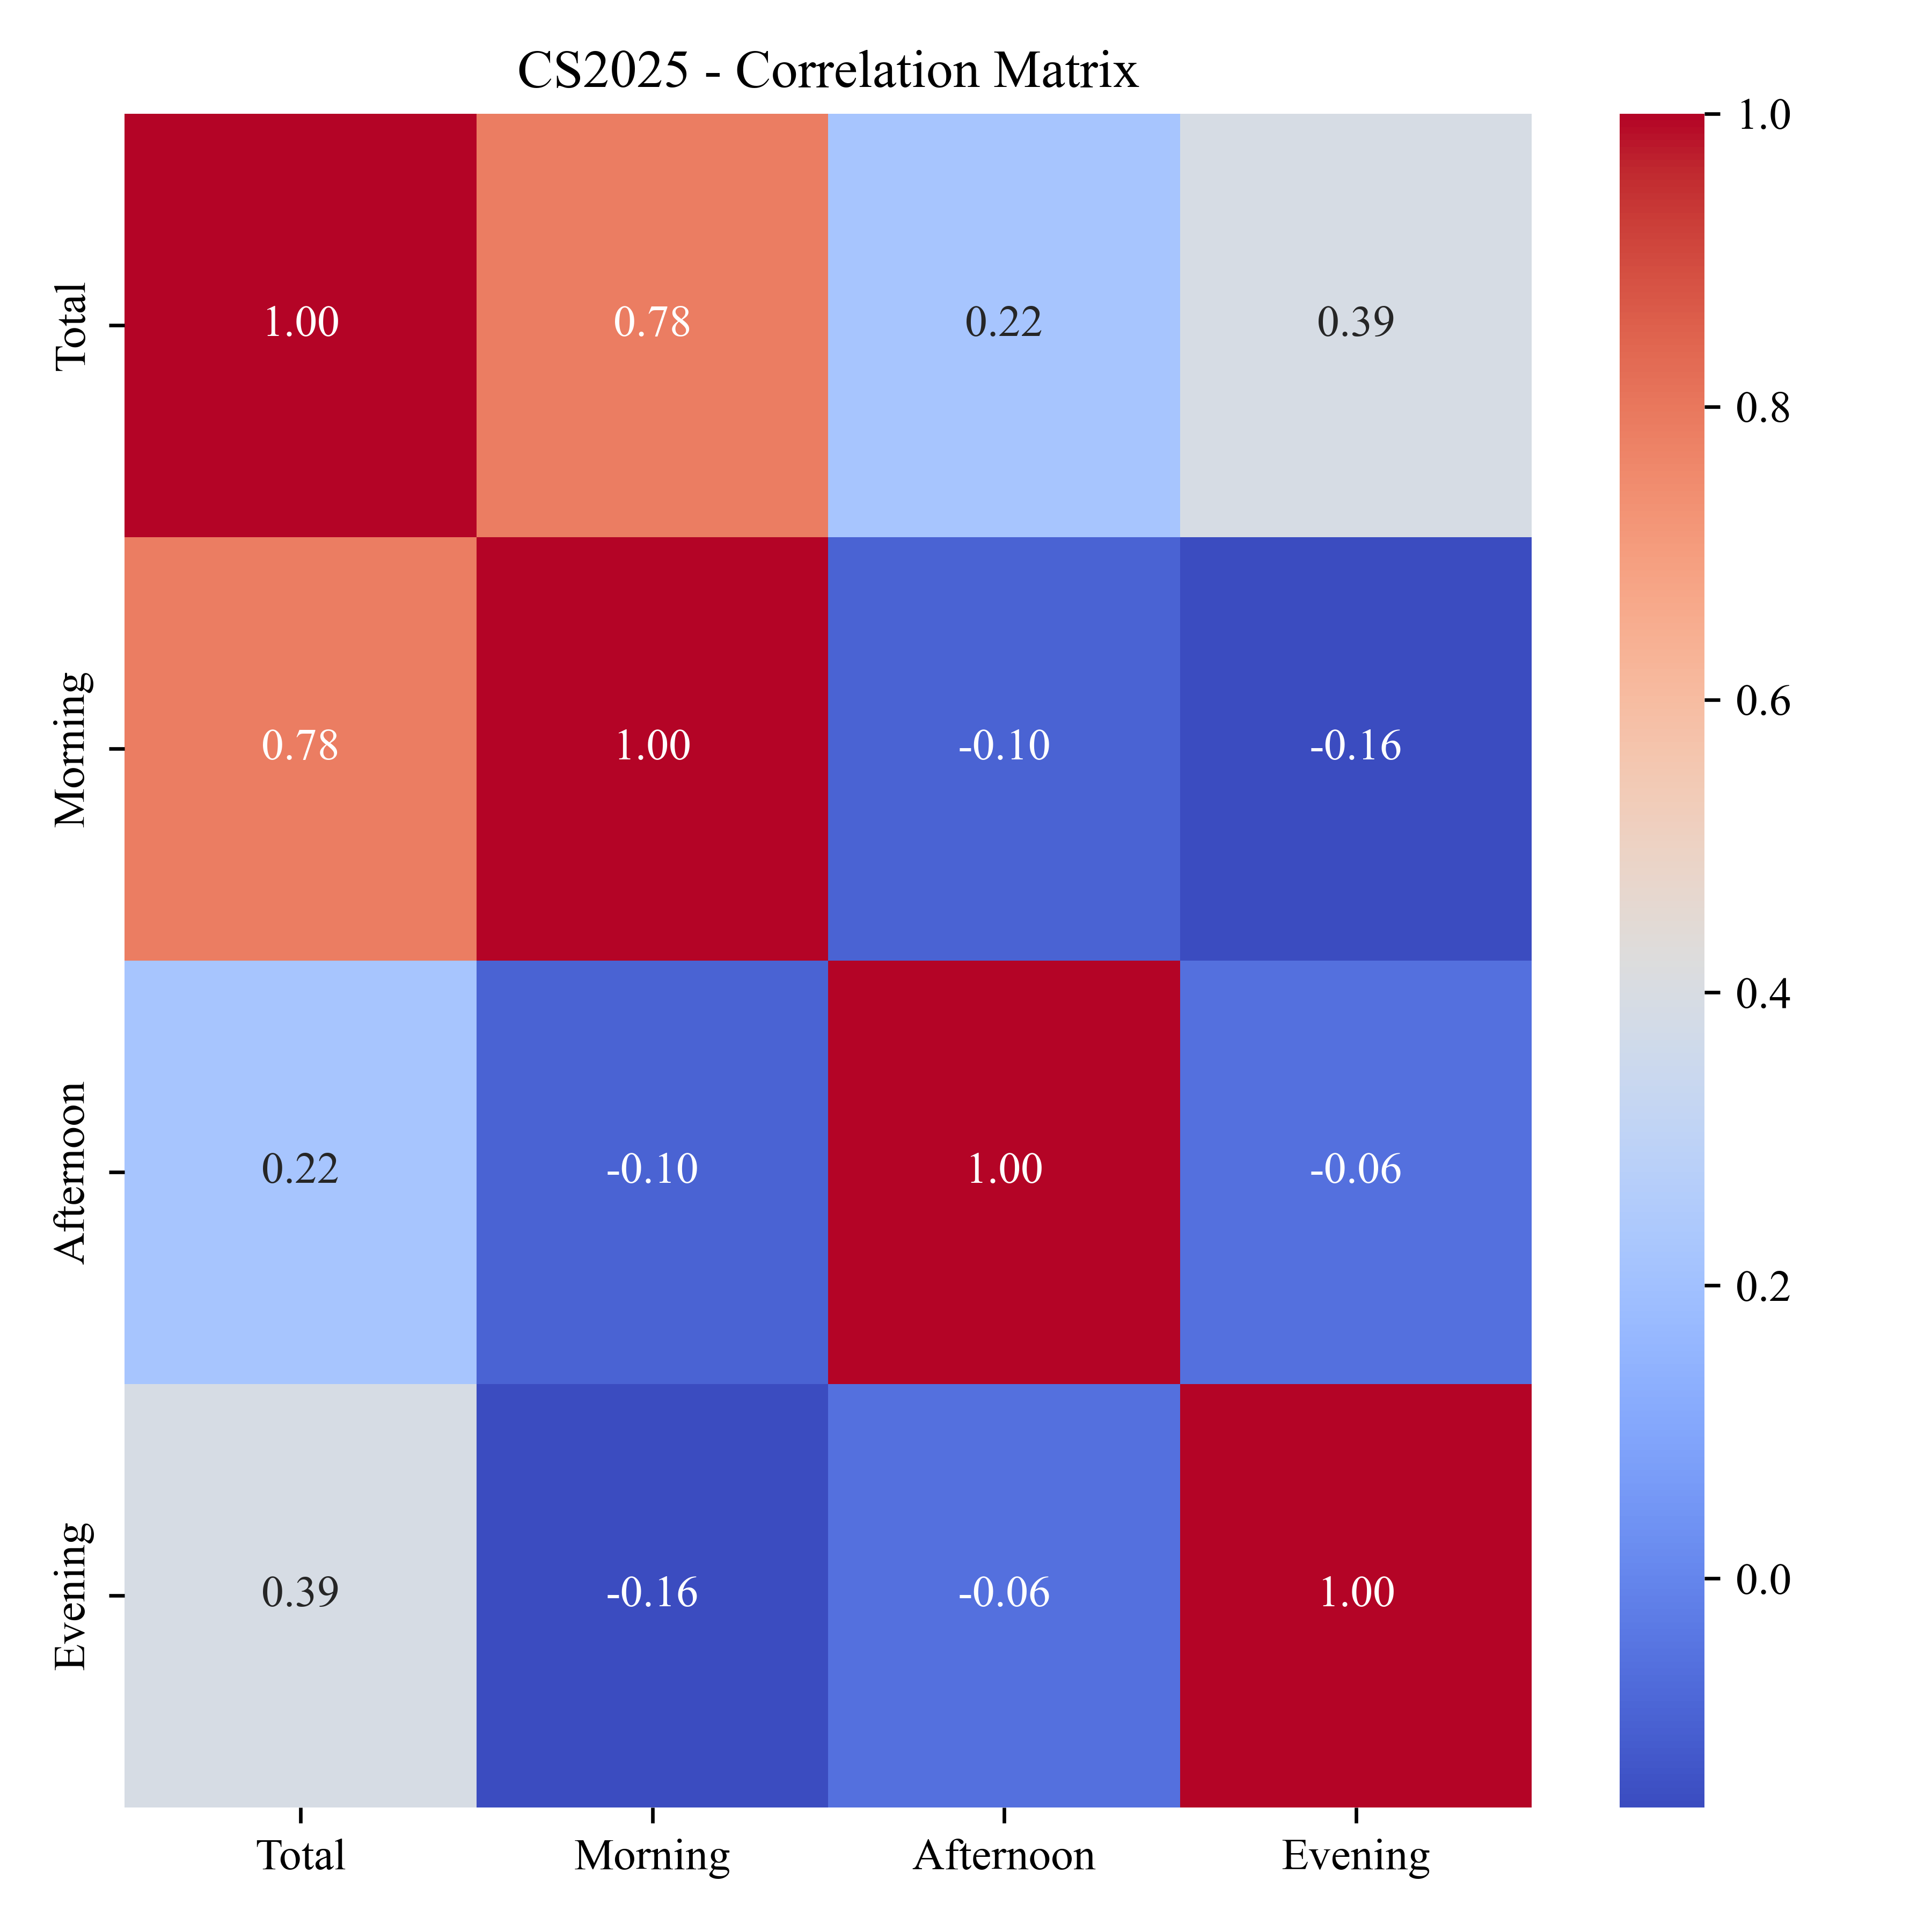 CS2025 - Correlation Matrix
Total 1.00 0.78 0.22 0.39
Morning 0.78 1.00 -0.10 -0.16
Afternoon 0.22 -0.10 1.00 -0.06
Evening 0.39 -0.16 -0.06 1.00
Total Morning Afternoon Evening
1.0
0.8
0.6
0.4
0.2
0.0